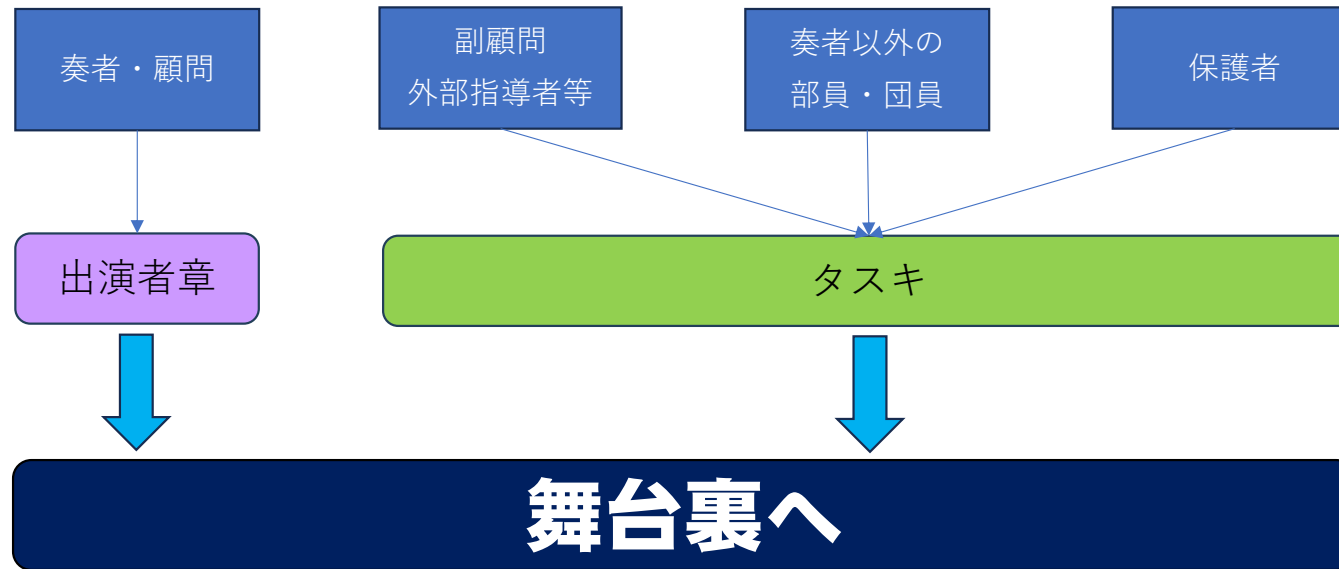 奏者・顧問
副顧問
外部指導者等
奏者以外の
部員・団員
保護者
出演者章
タスキ
舞台裏へ